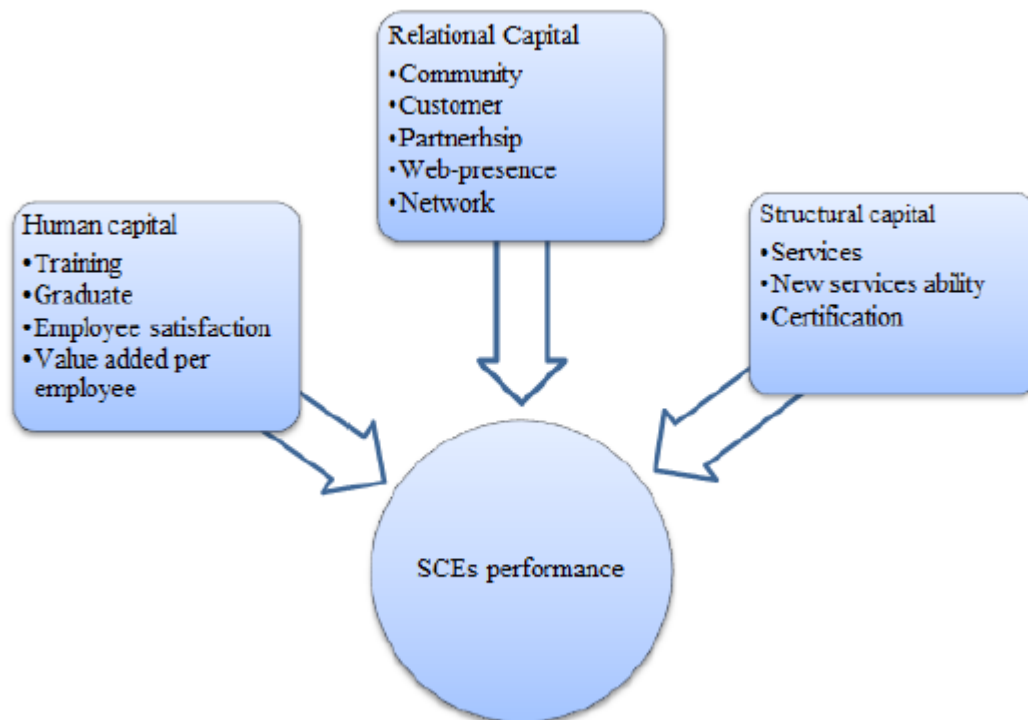 Relational Capital
•Community
•Customer
•Partnerhsip
•Web-presence
•Network
Human capital
•Training
•Graduate
•Employee satisfaction
•Value added per
employee
Structural capital
•Services
•New services ability
•Certification
SCEs performance